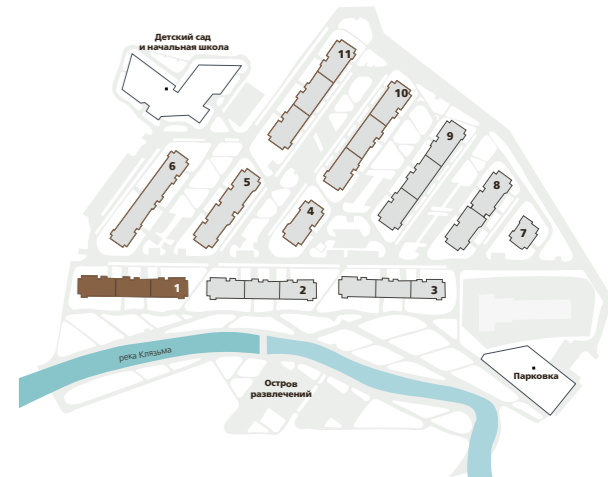 Детский сад
и начальная школа
11
10
9
8
7
6
5
4
1
2
3
река Клязьма
Остров
развлечений
Парковка